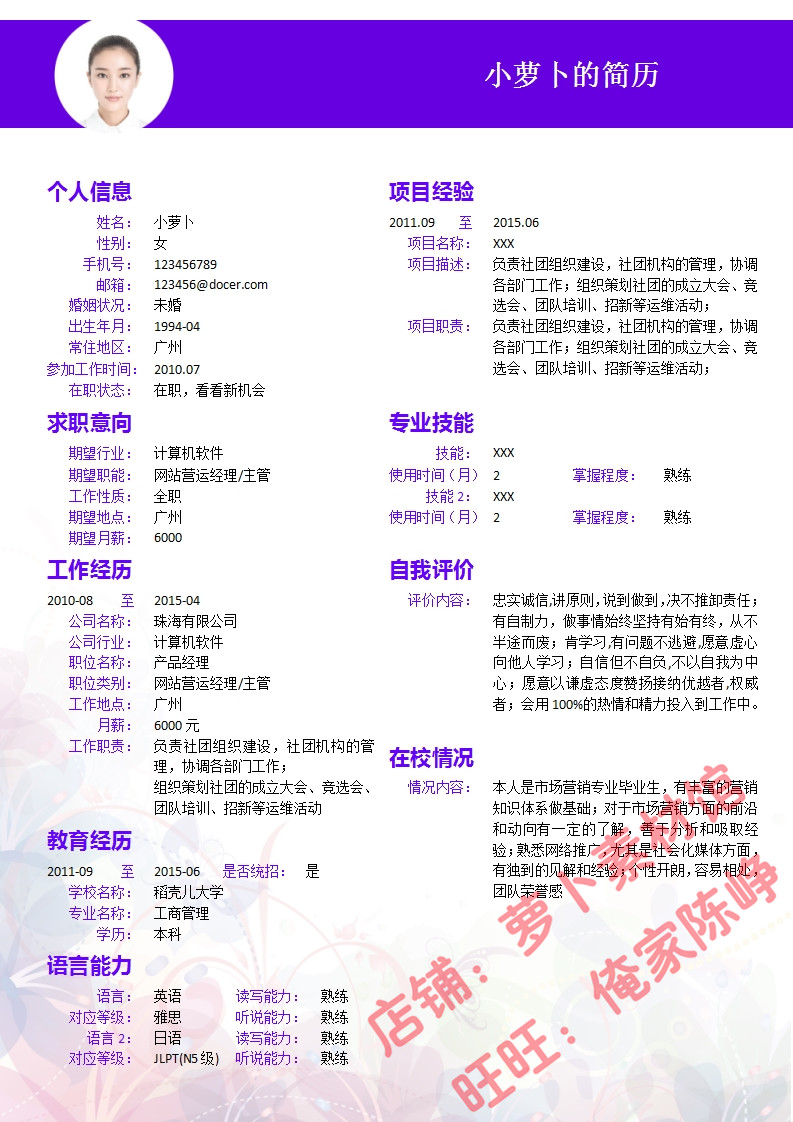 小萝卜的简历
个人信息
姓名： 小萝卜
性别： 女
手机号： 123456789
邮箱： 123456@docer.com
婚姻状况： 未婚
出生年月： 1994-04
常住地区： 广州
参加工作时间： 2010.07
在职状态： 在职，看看新机会
求职意向
期望行业： 计算机软件
期望职能： 网站营运经理/主管
工作性质： 全职
期望地点： 广州
期望月薪： 6000
工作经历
2010-08 至 2015-04
公司名称： 珠海有限公司
公司行业： 计算机软件
职位名称： 产品经理
职位类别： 网站营运经理/主管
工作地点： 广州
月薪： 6000 元
工作职责： 负责社团组织建设，社团机构的管
理，协调各部门工作；
组织策划社团的成立大会、竞选会、
团队培训、招新等运维活动
教育经历
2011-09 至 2015-06 是否统招： 是
学校名称： 稻壳儿大学
专业名称： 工商管理
学历： 本科
语言能力
语言： 英语 读写能力： 熟练
对应等级： 雅思 听说能力： 熟练
语言 2： 日语 读写能力： 熟练
对应等级： JLPT(N5 级) 听说能力： 熟练
项目经验
2011.09 至 2015.06
项目名称： XXX
项目描述： 负责社团组织建设，社团机构的管理，协调
各部门工作；组织策划社团的成立大会、竞
选会、团队培训、招新等运维活动；
项目职责： 负责社团组织建设，社团机构的管理，协调
各部门工作；组织策划社团的成立大会、竞
选会、团队培训、招新等运维活动；
专业技能
技能： XXX
使用时间（月） 2 掌握程度： 熟练
技能 2： XXX
使用时间（月） 2 掌握程度： 熟练
自我评价
评价内容： 忠实诚信,讲原则，说到做到，决不推卸责任；
有自制力，做事情始终坚持有始有终，从不
半途而废；肯学习,有问题不逃避,愿意虚心
向他人学习；自信但不自负,不以自我为中
心；愿意以谦虚态度赞扬接纳优越者,权威
者；会用 100%的热情和精力投入到工作中。
在校情况
情况内容： 本人是市场营销专业毕业生，有丰富的营销
知识体系做基础；对于市场营销方面的前沿
和动向有一定的了解，善于分析和吸取经
验；熟悉网络推广，尤其是社会化媒体方面，
有独到的见解和经验；个性开朗，容易相处，
团队荣誉感
店铺：萝卜素材馆
旺旺：俺家陈峥